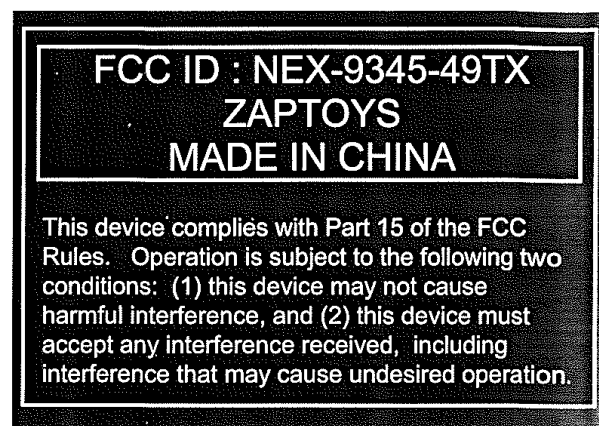 FCC ID : NEX-9345-49TX
ZAPTOYS
MADE IN CHINA
This device complies with Part 15 of the FCC
Rules. Operation is subject to the following two
conditions: (1) this device may not cause
harmful interference, and (2) this device must
accept any interference received, including
interference that may cause undesired operation.